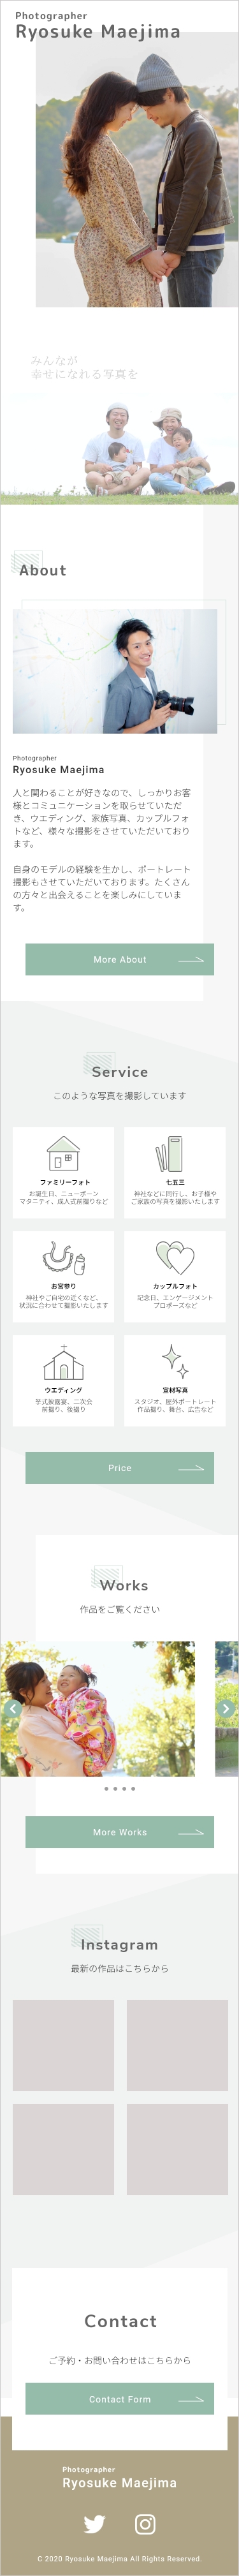 Photographer
Ryosuke Maejima
みんなが
幸せになれる写真を
About
Photographer
Ryosuke Maejima
人と関わることが好きなので、しっかりお客
様とコミュニケーションを取らせていただ
き、ウエディング、家族写真、カップルフォ
トなど、様々な撮影をさせていただいており
ます。
自身のモデルの経験を生かし、ポートレート
撮影もさせていただいております。たくさん
の方々と出会えることを楽しみにしていま
す。
More About
Service
このような写真を撮影しています
ファミリーフォト
お誕生日、ニューボーン
マタニティ、成人式前撮りなど
七五三
神社などに同行し、お子様や
ご家族の写真を撮影いたします
お宮参り
神社やご自宅の近くなど、
状況に合わせて撮影いたします
カップルフォト
記念日、エンゲージメント
プロポーズなど
ウエディング
挙式披露宴、二次会
前撮り、後撮り
宣材写真
スタジオ、屋外ポートレート
作品撮り、舞台、広告など
Price
Works
作品をご覧ください
More Works
Instagram
最新の作品はこちらから
Contact
ご予約・お問い合わせはこちらから
Contact Form
Photographer
Ryosuke Maejima
C 2020 Ryosuke Maejima All Rights Reserved.